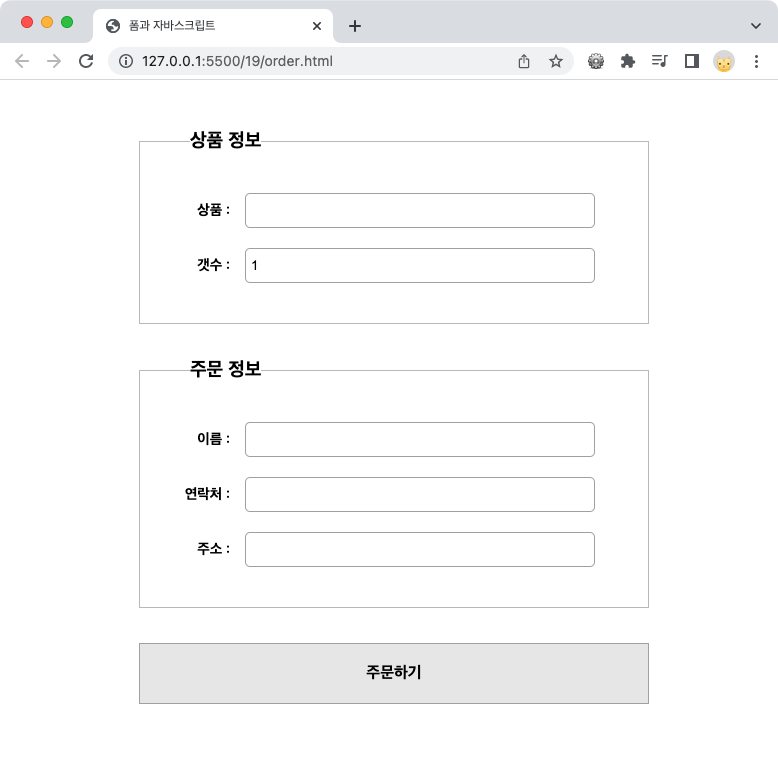 폼과 자바스크립트
127.0.0.1:5500/19/order.html
상품 정보
상품 :
갯수 : 1
주문 정보
이름 :
연락처 :
주소 :
주문하기